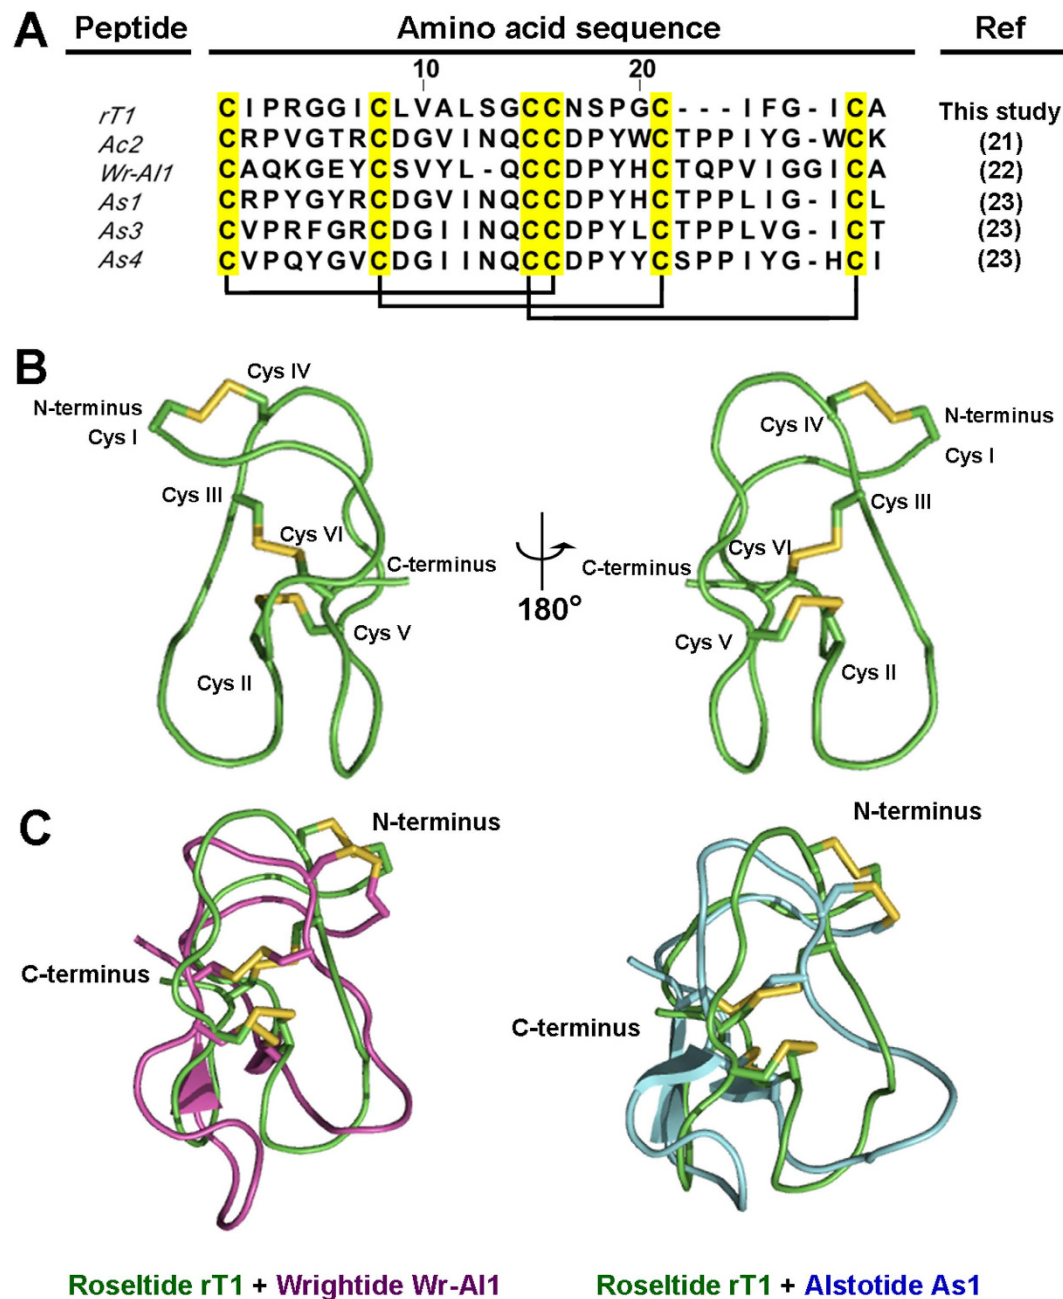 A
Peptide Amino acid sequence Ref
10 20
rT1 CIPRGGICLVALSGCCNSPGC---IFG-ICA This study
Ac2 CRPVGTRCDGVINQCCDPYWCTPPIYG-WCK (21)
Wr-AI1 CAQKGEYCSVYL-QCCDPYHCTQPVIGGICA (22)
As1 CRPYGYRCDGVINQCCDPYHCTPPLIG-ICL (23)
As3 CVPRFGRCDGIINQCCDPYLCTPPLVG-ICT (23)
As4 CVPQYGVCDGIINQCCDPYYCSPPIYG-HCI (23)
B
Cys IV
N-terminus
Cys I
Cys III
Cys VI
C-terminus
Cys V
Cys II
180°
Cys IV
N-terminus
Cys I
Cys III
Cys VI
C-terminus
Cys V
Cys II
C
N-terminus
C-terminus
N-terminus
C-terminus
Roseltide rT1 + Wrightide Wr-AI1
Roseltide rT1 + Alstotide As1